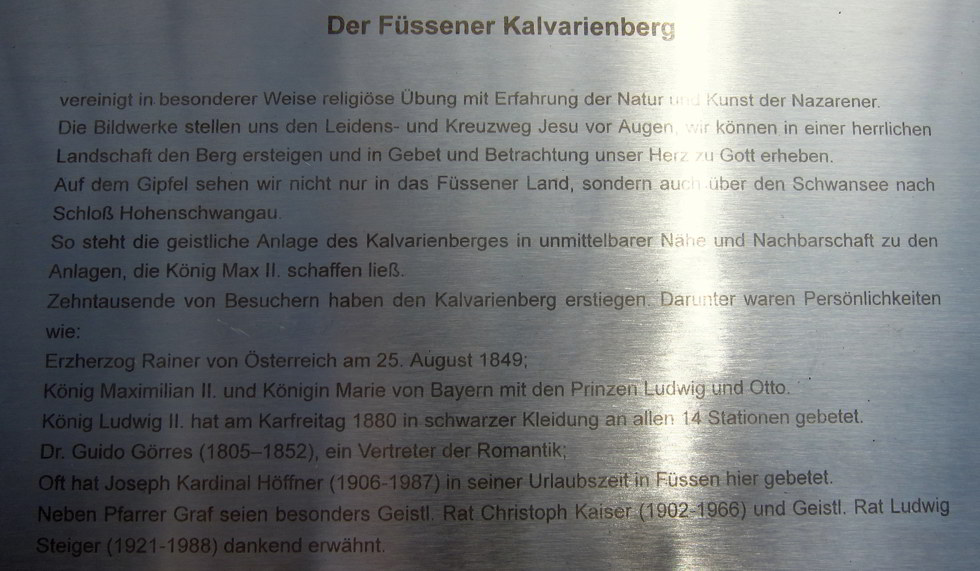 Der Füssener Kalvarienberg
vereinigt in besonderer Weise religiöse Übung mit Erfahrung der Natur und Kunst der Nazarener.
Die Bildwerke stellen uns den Leidens- und Kreuzweg Jesu vor Augen, wir können in einer herrlichen
Landschaft den Berg ersteigen und in Gebet und Betrachtung unser Herz zu Gott erheben.
Auf dem Gipfel sehen wir nicht nur in das Füssener Land, sondern auch über den Schwansee nach
Schloß Hohenschwangau.
So steht die geistliche Anlage des Kalvarienberges in unmittelbarer Nähe und Nachbarschaft zu den
Anlagen, die König Max II. schaffen ließ.
Zehntausende von Besuchern haben den Kalvarienberg erstiegen. Darunter waren Persönlichkeiten
wie:
Erzherzog Rainer von Österreich am 25. August 1849;
König Maximilian II. und Königin Marie von Bayern mit den Prinzen Ludwig und Otto.
König Ludwig II. hat am Karfreitag 1880 in schwarzer Kleidung an allen 14 Stationen gebetet.
Dr. Guido Görres (1805–1852), ein Vertreter der Romantik;
Oft hat Joseph Kardinal Höffner (1906-1987) in seiner Urlaubszeit in Füssen hier gebetet.
Neben Pfarrer Graf seien besonders Geistl. Rat Christoph Kaiser (1902-1966) und Geistl. Rat Ludwig
Steiger (1921-1988) dankend erwähnt.